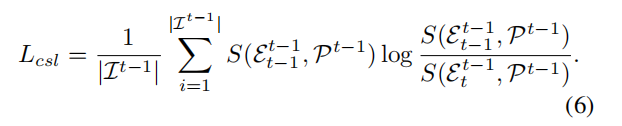 $$L_{csl} = \frac{1}{|\mathcal{I}^{t-1}|} \sum_{i=1}^{|\mathcal{I}^{t-1}|} S(\mathcal{E}_{t-1}^{t-1}, \mathcal{P}^{t-1}) \log \frac{S(\mathcal{E}_{t-1}^{t-1}, \mathcal{P}^{t-1})}{S(\mathcal{E}_{t}^{t-1}, \mathcal{P}^{t-1})}.$$
(6)